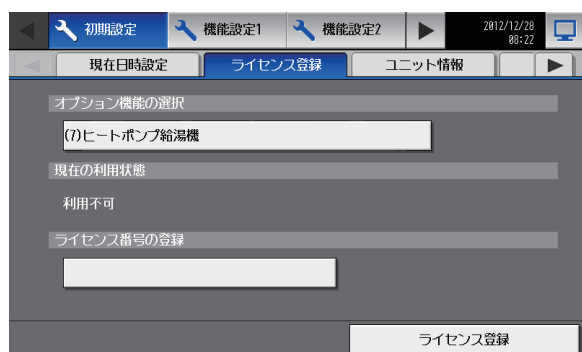 初期設定
機能設定1
機能設定2
2012/12/28
08:22
現在日時設定
ライセンス登録
ユニット情報
オプション機能の選択
(7)ヒートポンプ給湯機
現在の利用状態
利用不可
ライセンス番号の登録
ライセンス登録